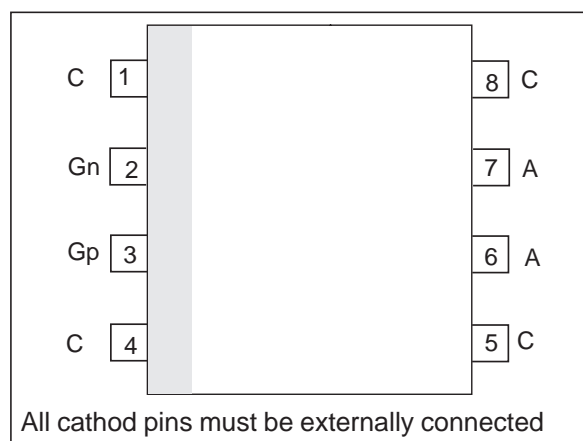 C 1 8 C
Gn 2 7 A
Gp 3 6 A
C 4 5 C
All cathod pins must be externally connected